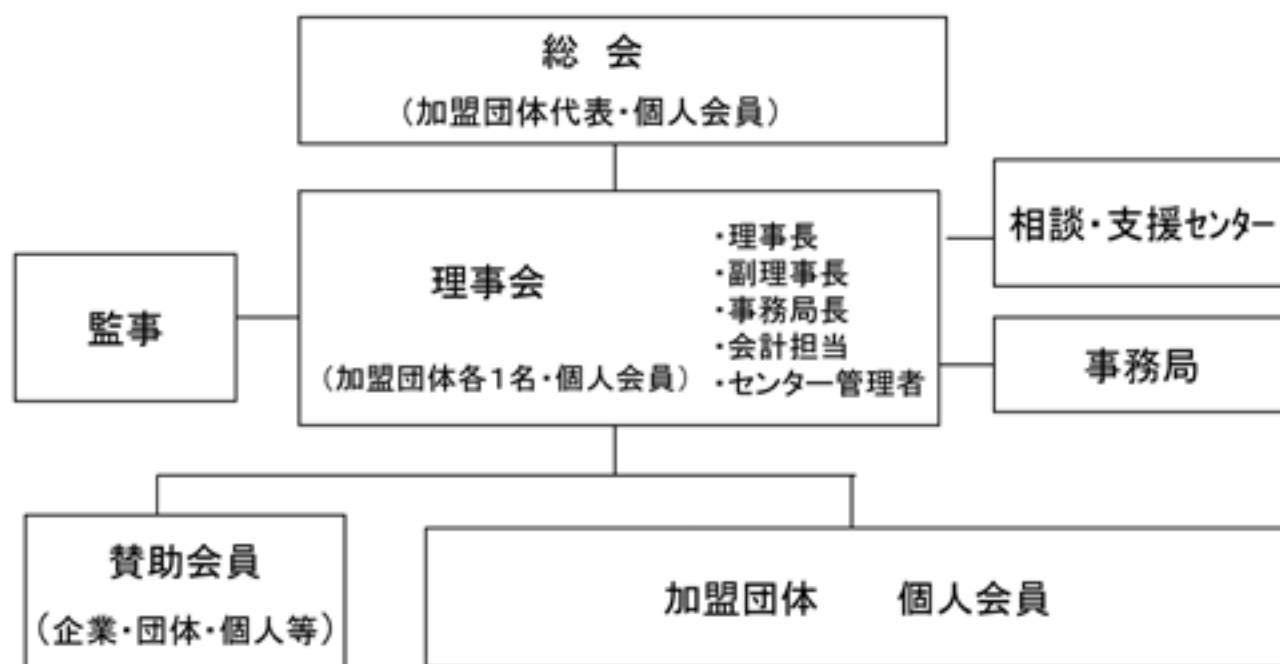 総 会
（加盟団体代表・個人会員）
相談・支援センター
理事会
（加盟団体各１名・個人会員）
・理事長
・副理事長
・事務局長
・会計担当
・センター管理者
監事
事務局
賛助会員
（企業・団体・個人等）
加盟団体 個人会員